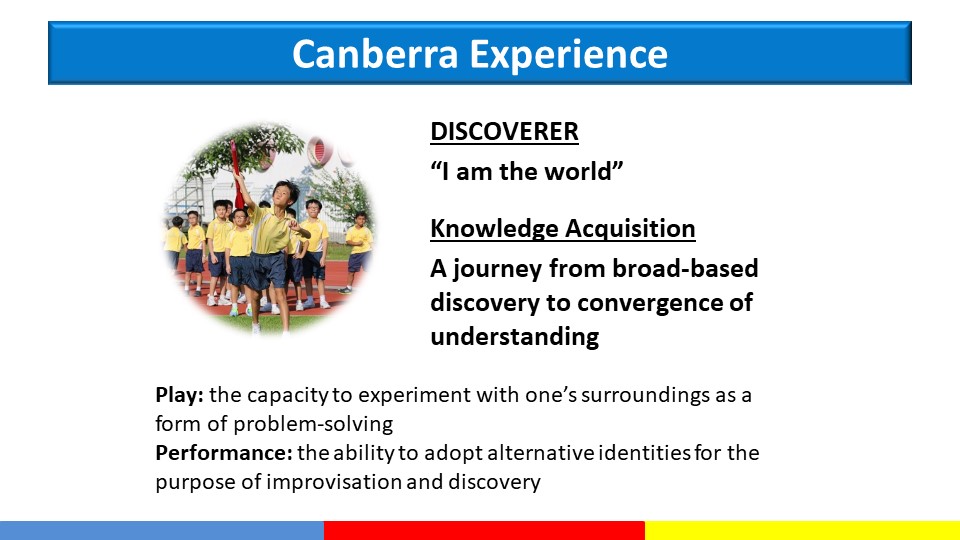 Canberra Experience
DISCOVERER
“I am the world”
Knowledge Acquisition
A journey from broad-based
discovery to convergence of
understanding
Play: the capacity to experiment with one’s surroundings as a
form of problem-solving
Performance: the ability to adopt alternative identities for the
purpose of improvisation and discovery